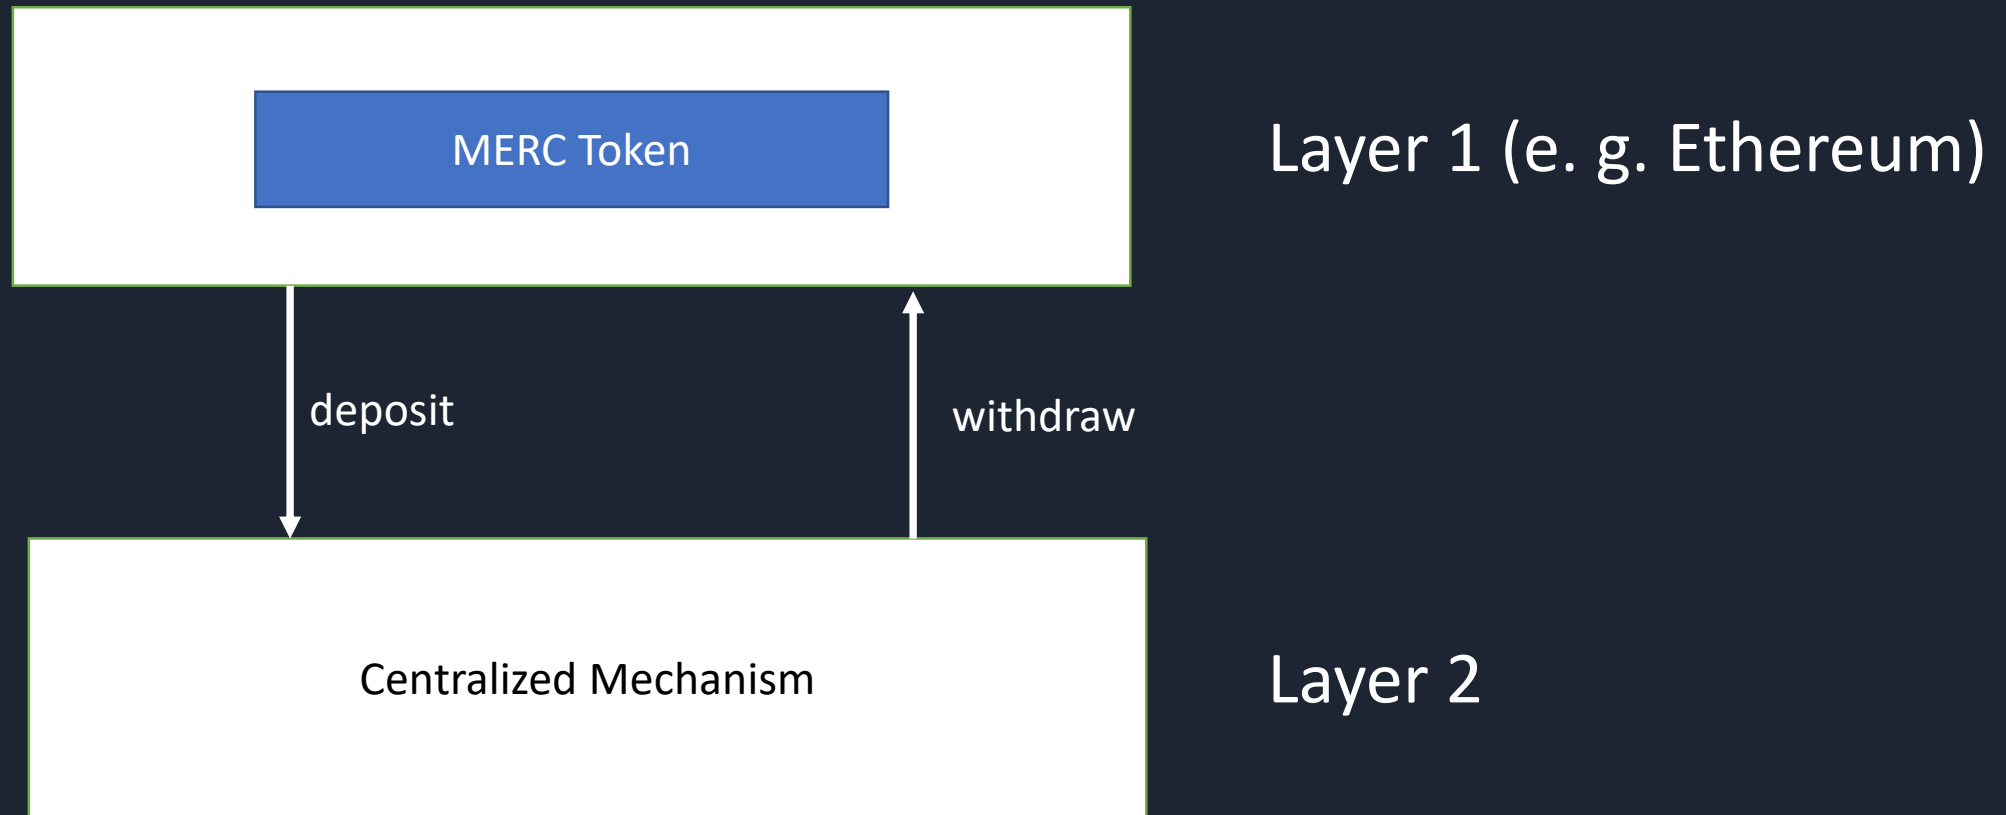 MERC Token
Layer 1 (e. g. Ethereum)
deposit
withdraw
Centralized Mechanism
Layer 2